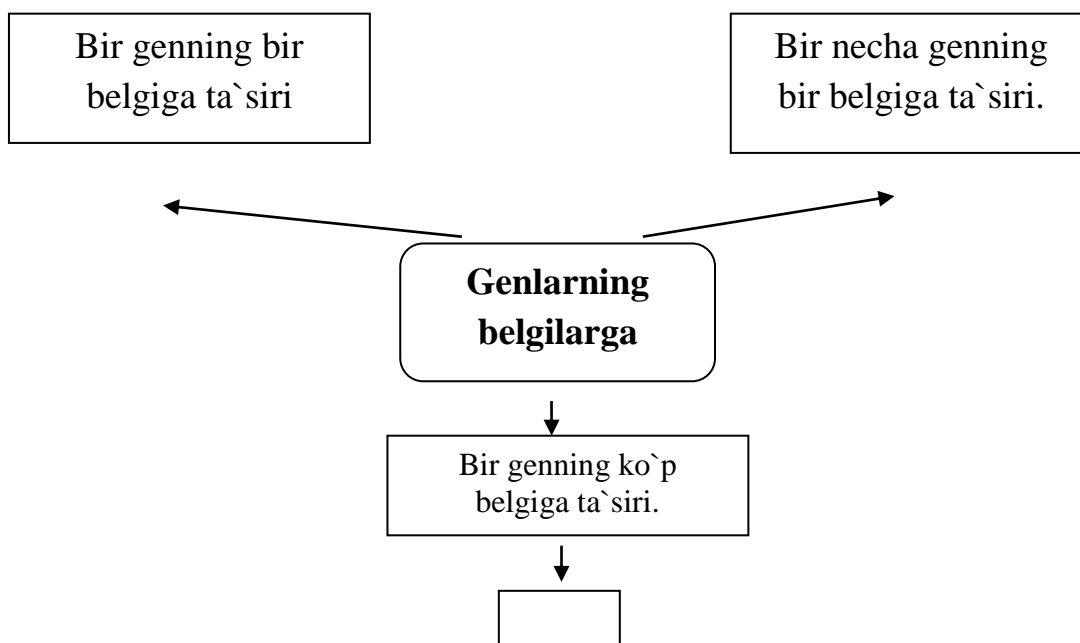 Bir genning bir
belgiga ta`siri
Bir necha genning
bir belgiga ta`siri.
Genlarning
belgilarga
Bir genning ko`p
belgiga ta`siri.